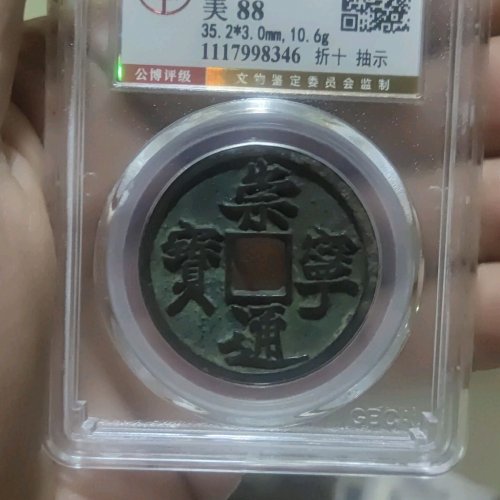 美 88
35.2*3.0mm,10.6g
1117998346 折十 抽示
公博评级 文物鉴定委员会监制
崇寧通寶